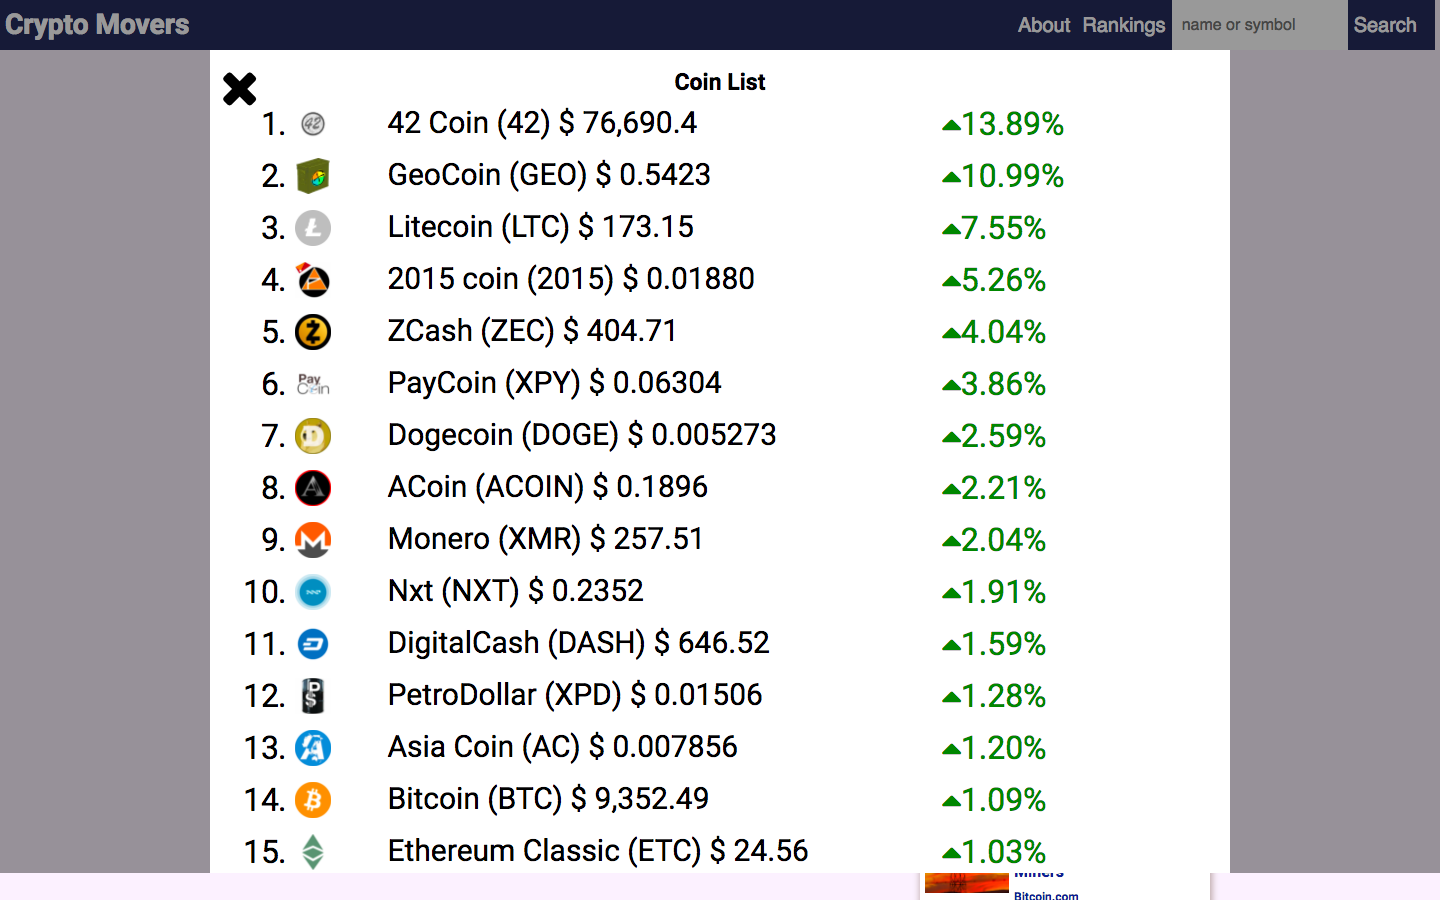 Crypto Movers About Rankings name or symbol Search
Coin List
1. 42 42 Coin (42) $ 76,690.4 13.89%
2. GeoCoin (GEO) $ 0.5423 10.99%
3. Litecoin (LTC) $ 173.15 7.55%
4. 2015 coin (2015) $ 0.01880 5.26%
5. ZCash (ZEC) $ 404.71 4.04%
6. Pay Coin PayCoin (XPY) $ 0.06304 3.86%
7. Dogecoin (DOGE) $ 0.005273 2.59%
8. ACoin (ACOIN) $ 0.1896 2.21%
9. Monero (XMR) $ 257.51 2.04%
10. Nxt (NXT) $ 0.2352 1.91%
11. DigitalCash (DASH) $ 646.52 1.59%
12. PetroDollar (XPD) $ 0.01506 1.28%
13. Asia Coin (AC) $ 0.007856 1.20%
14. Bitcoin (BTC) $ 9,352.49 1.09%
15. Ethereum Classic (ETC) $ 24.56 1.03%
Miners
Bitcoin.com